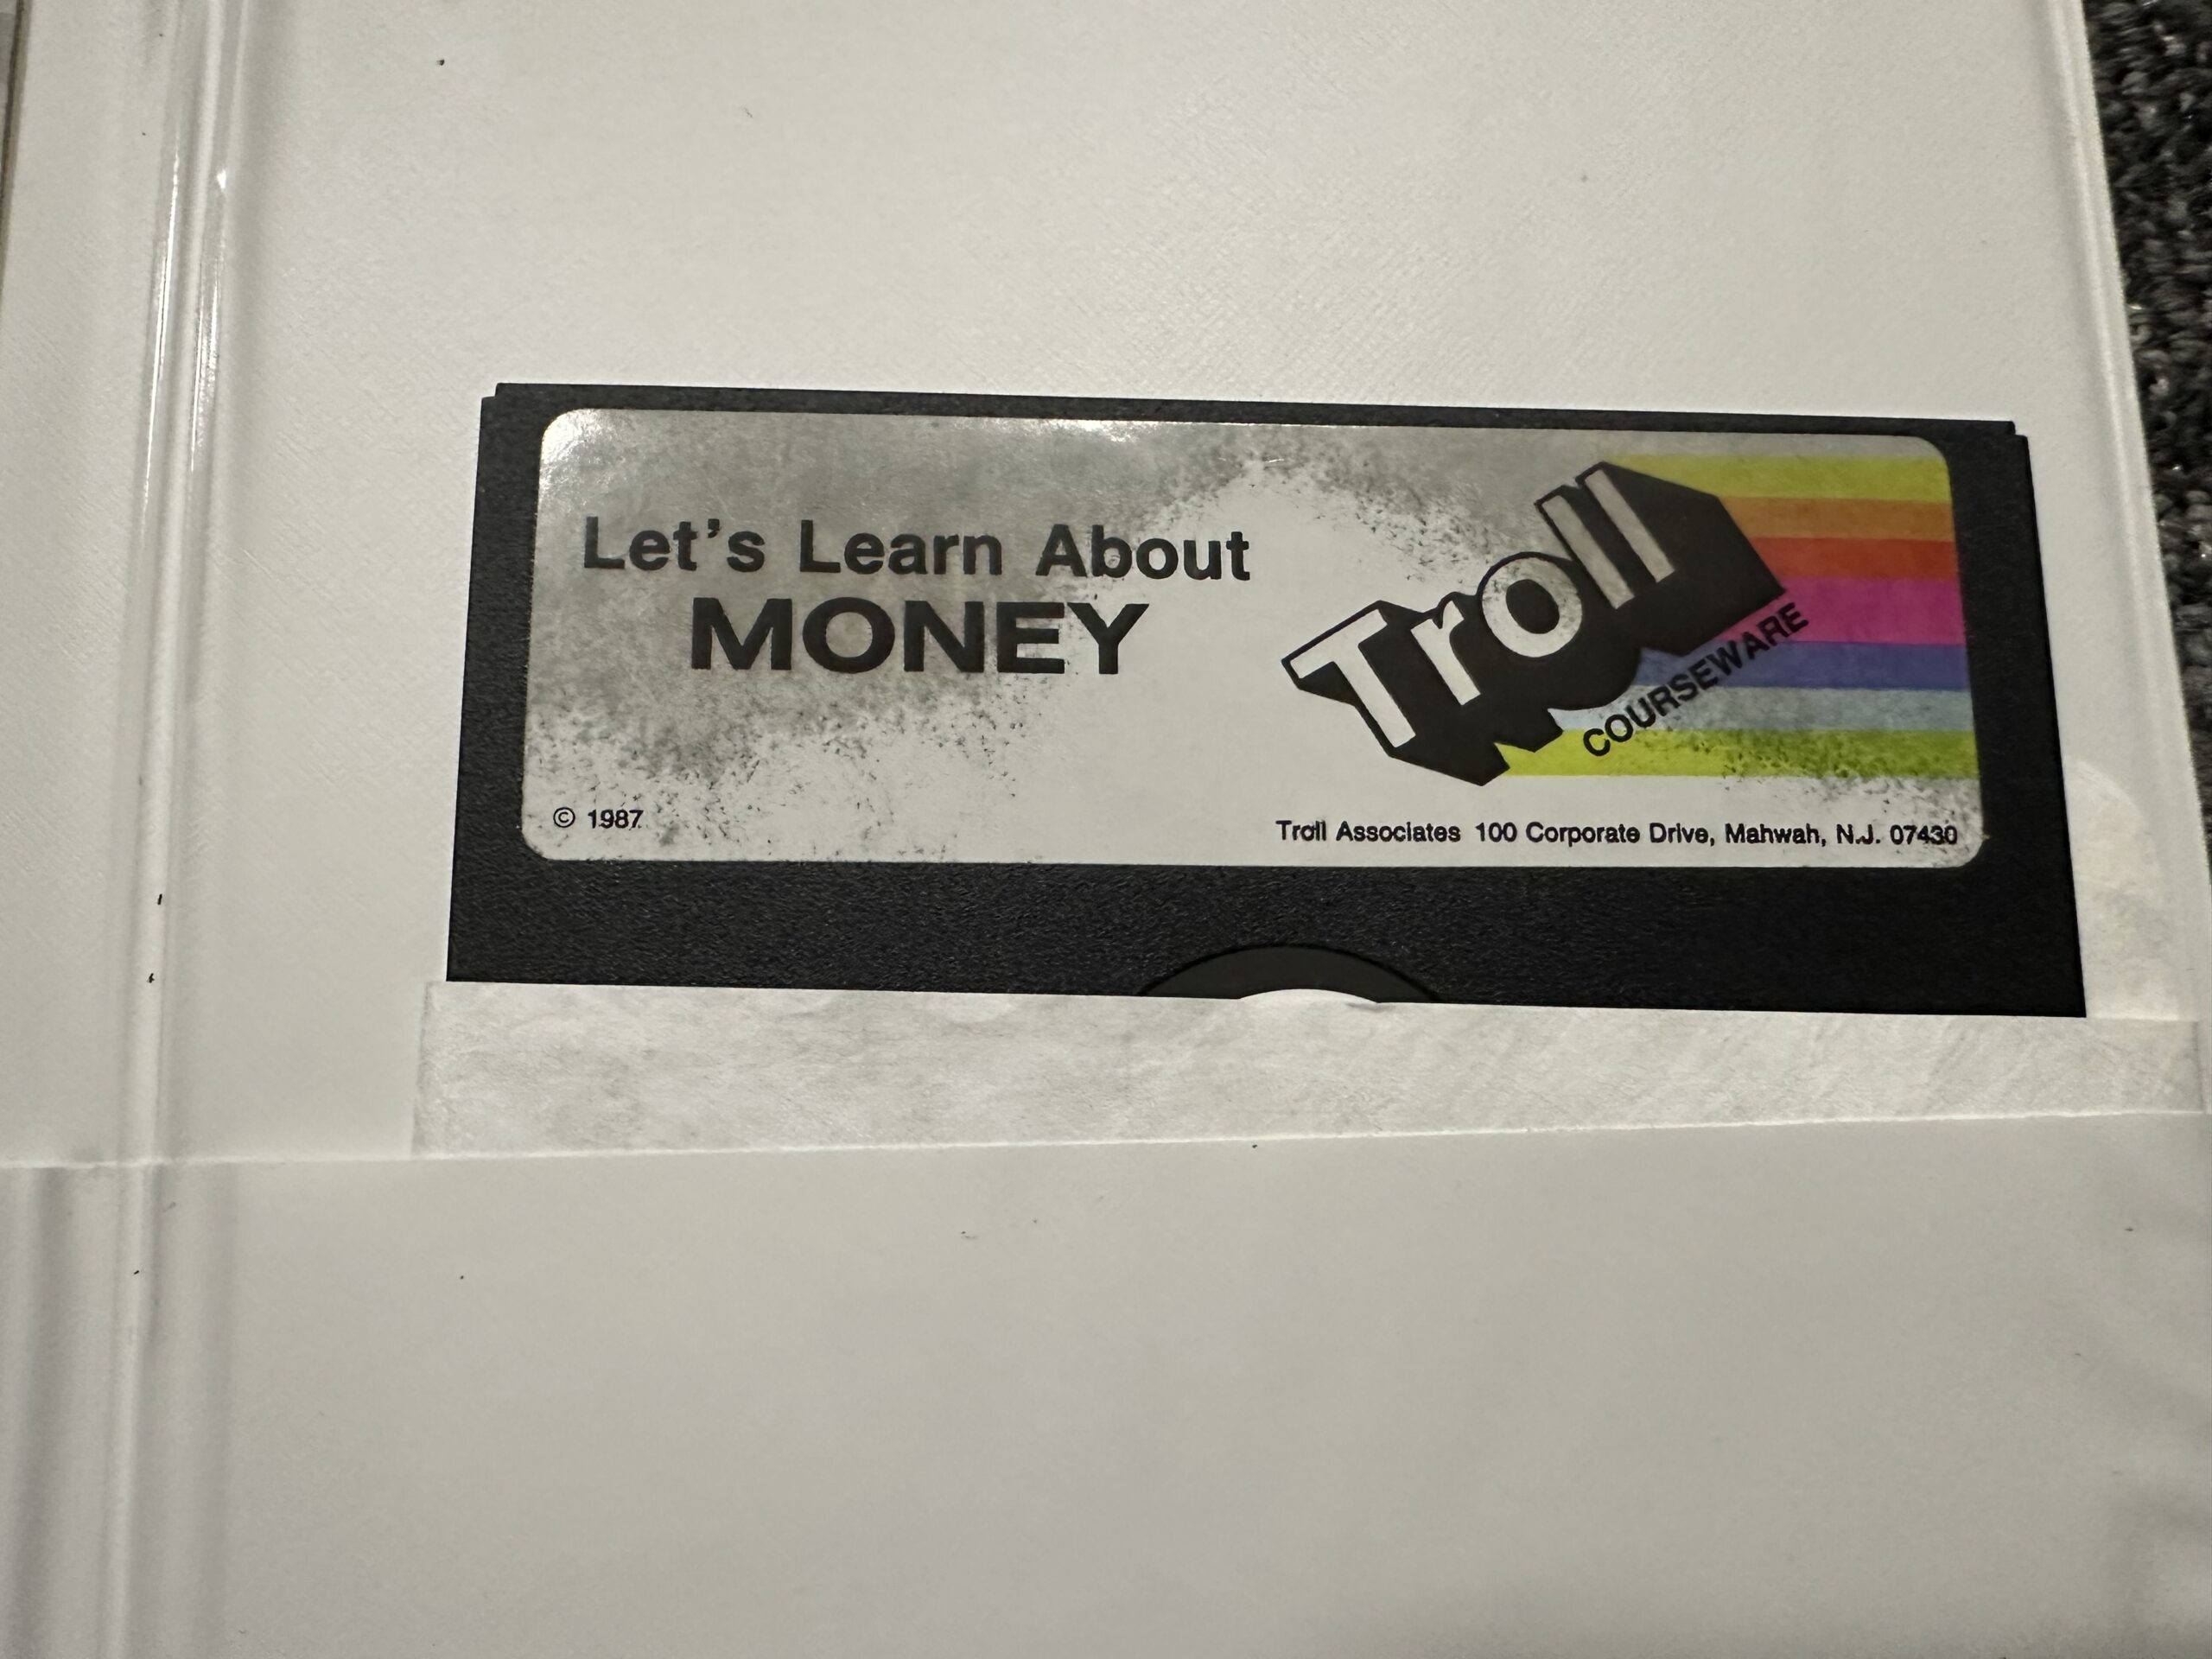 Let's Learn About
MONEY
Troll
COURSEWARE
© 1987
Troll Associates 100 Corporate Drive, Mahwah, N.J. 07430